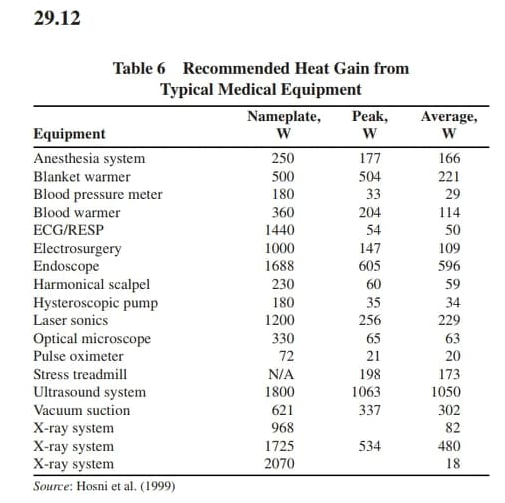 29.12
Table 6 Recommended Heat Gain from
Typical Medical Equipment
Equipment Nameplate, W Peak, W Average, W
Anesthesia system 250 177 166
Blanket warmer 500 504 221
Blood pressure meter 180 33 29
Blood warmer 360 204 114
ECG/RESP 1440 54 50
Electrosurgery 1000 147 109
Endoscope 1688 605 596
Harmonical scalpel 230 60 59
Hysteroscopic pump 180 35 34
Laser sonics 1200 256 229
Optical microscope 330 65 63
Pulse oximeter 72 21 20
Stress treadmill N/A 198 173
Ultrasound system 1800 1063 1050
Vacuum suction 621 337 302
X-ray system 968 82
X-ray system 1725 534 480
X-ray system 2070 18
Source: Hosni et al. (1999)